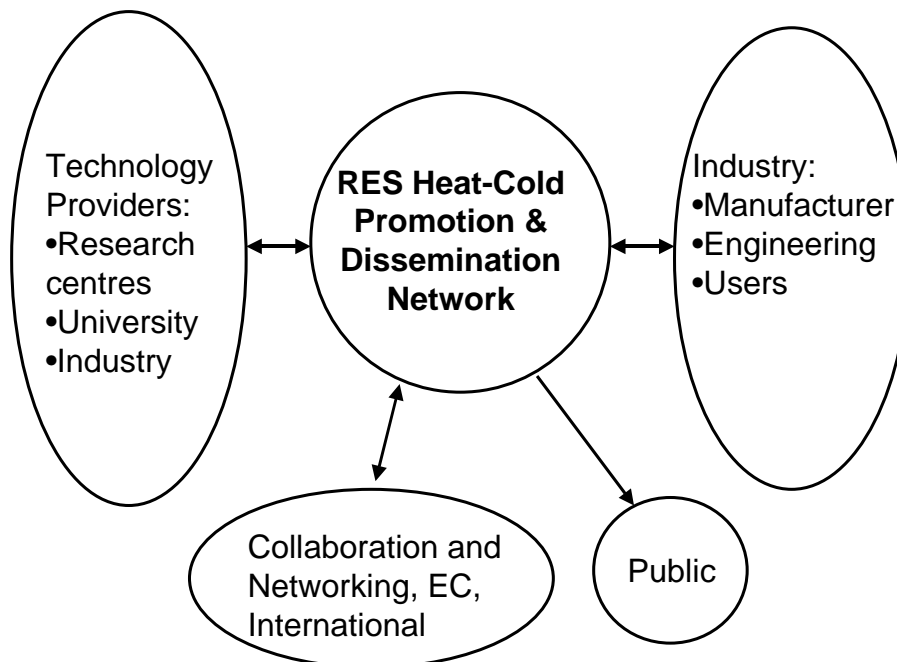 Technology
Providers:
•Research
centres
•University
•Industry
RES Heat-Cold
Promotion &
Dissemination
Network
Industry:
•Manufacturer
•Engineering
•Users
Collaboration and
Networking, EC,
International
Public